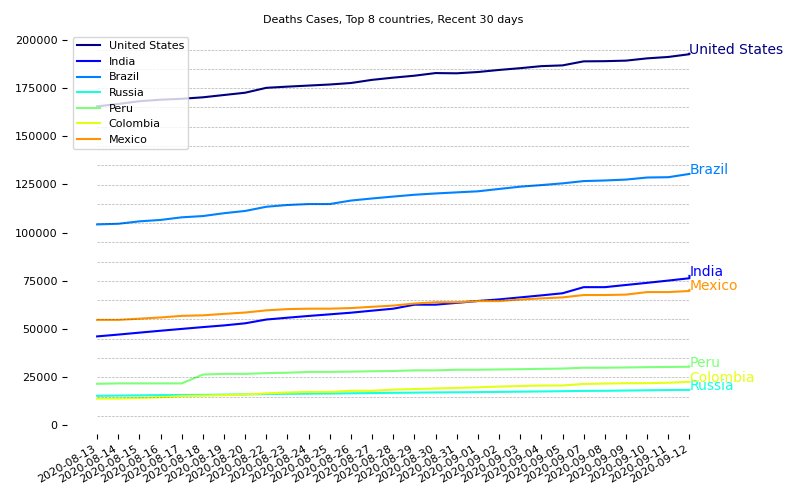 Deaths Cases, Top 8 countries, Recent 30 days
200000
175000
150000
125000
100000
75000
50000
25000
0
United States
India
Brazil
Russia
Peru
Colombia
Mexico
United States
Brazil
India
Mexico
Peru
Colombia
Russia
2020-08-13
2020-08-14
2020-08-15
2020-08-16
2020-08-17
2020-08-18
2020-08-19
2020-08-20
2020-08-22
2020-08-23
2020-08-24
2020-08-25
2020-08-26
2020-08-27
2020-08-28
2020-08-29
2020-08-30
2020-08-31
2020-09-01
2020-09-02
2020-09-03
2020-09-04
2020-09-05
2020-09-07
2020-09-08
2020-09-09
2020-09-10
2020-09-11
2020-09-12